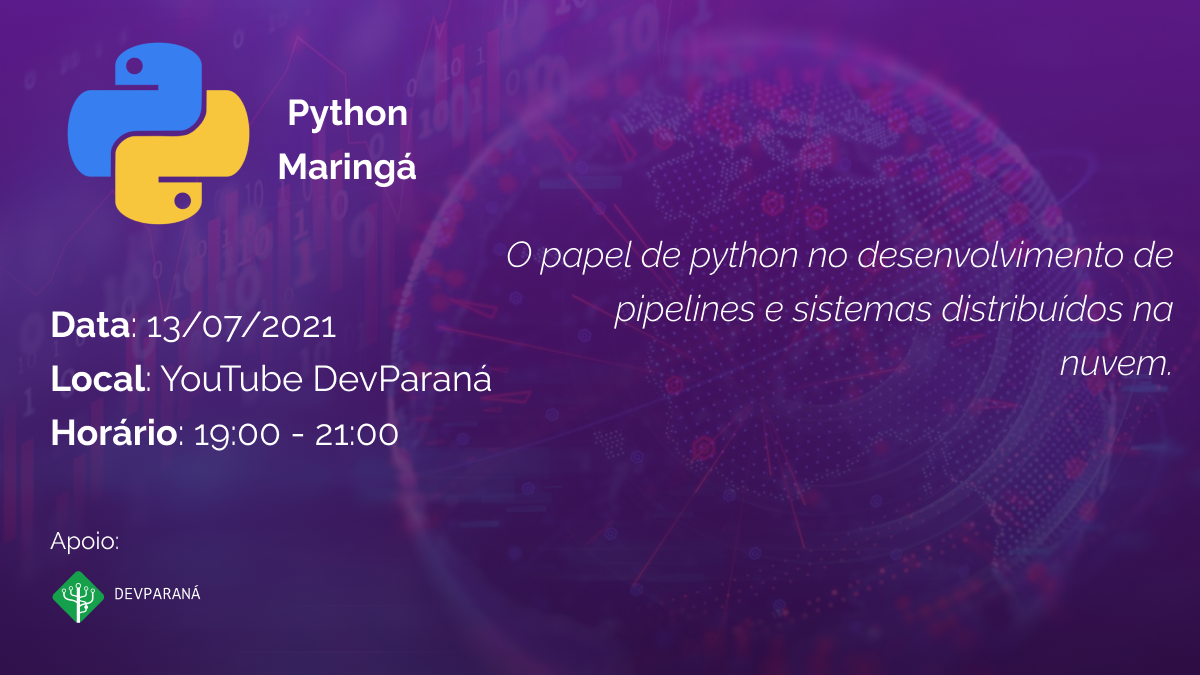 Python
Maringá
O papel de python no desenvolvimento de
pipelines e sistemas distribuídos na
nuvem.
Data: 13/07/2021
Local: YouTube DevParaná
Horário: 19:00 - 21:00
Apoio:
DEVPARANÁ